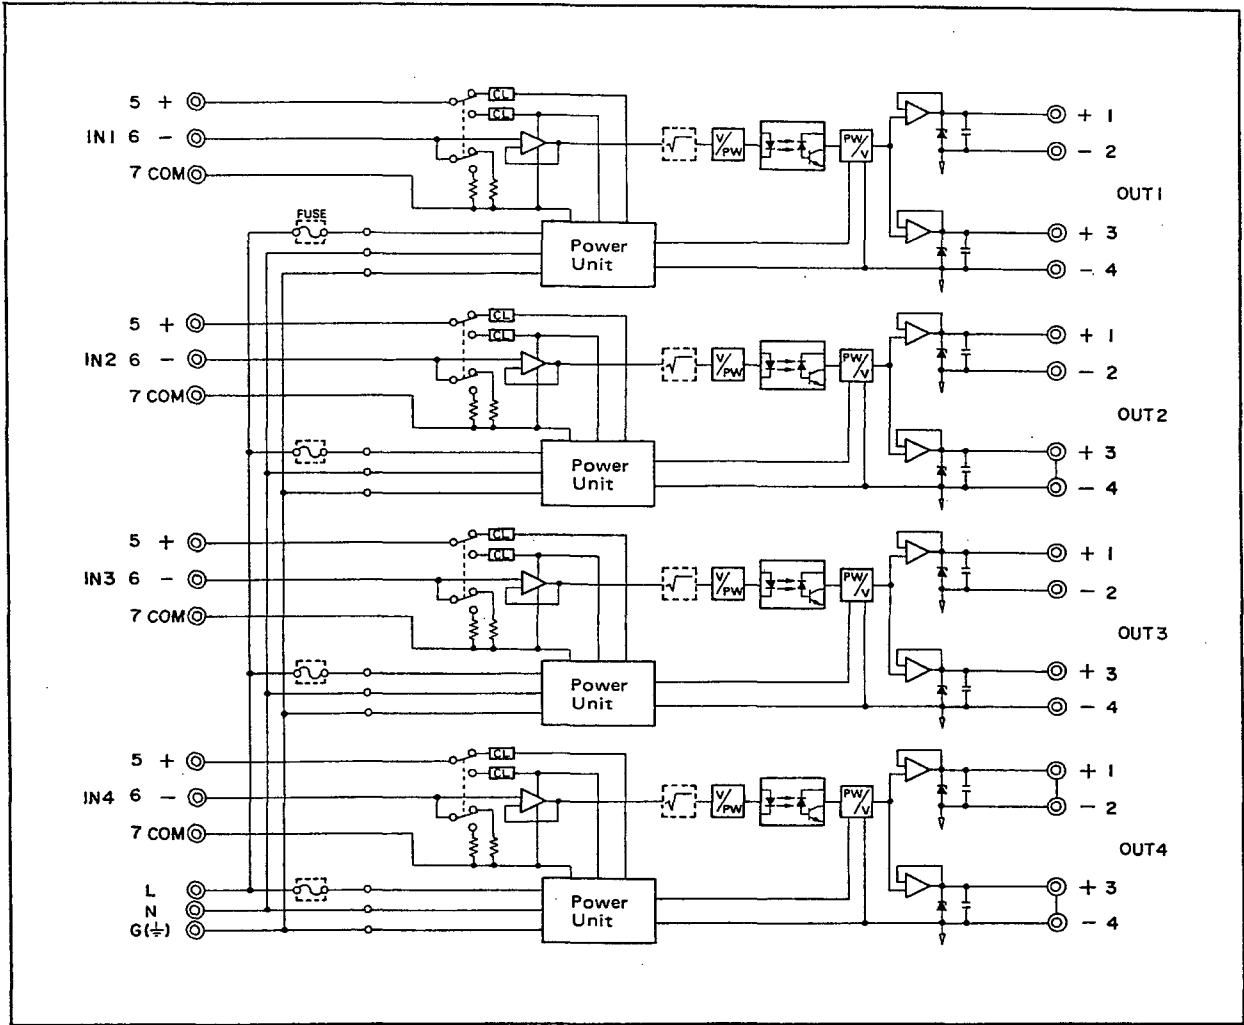 5 +
CL
+ 1
CL
IN1 6 -
√ V/PW PW/V
- 2
7 COM
OUT1
FUSE
Power
Unit
+ 3
- 4
5 +
CL
+ 1
CL
IN2 6 -
√ V/PW PW/V
- 2
7 COM
OUT2
Power
Unit
+ 3
- 4
5 +
CL
+ 1
CL
IN3 6 -
√ V/PW PW/V
- 2
7 COM
OUT3
Power
Unit
+ 3
- 4
5 +
CL
+ 1
CL
IN4 6 -
√ V/PW PW/V
- 2
7 COM
OUT4
L
N
G(⏚)
Power
Unit
+ 3
- 4